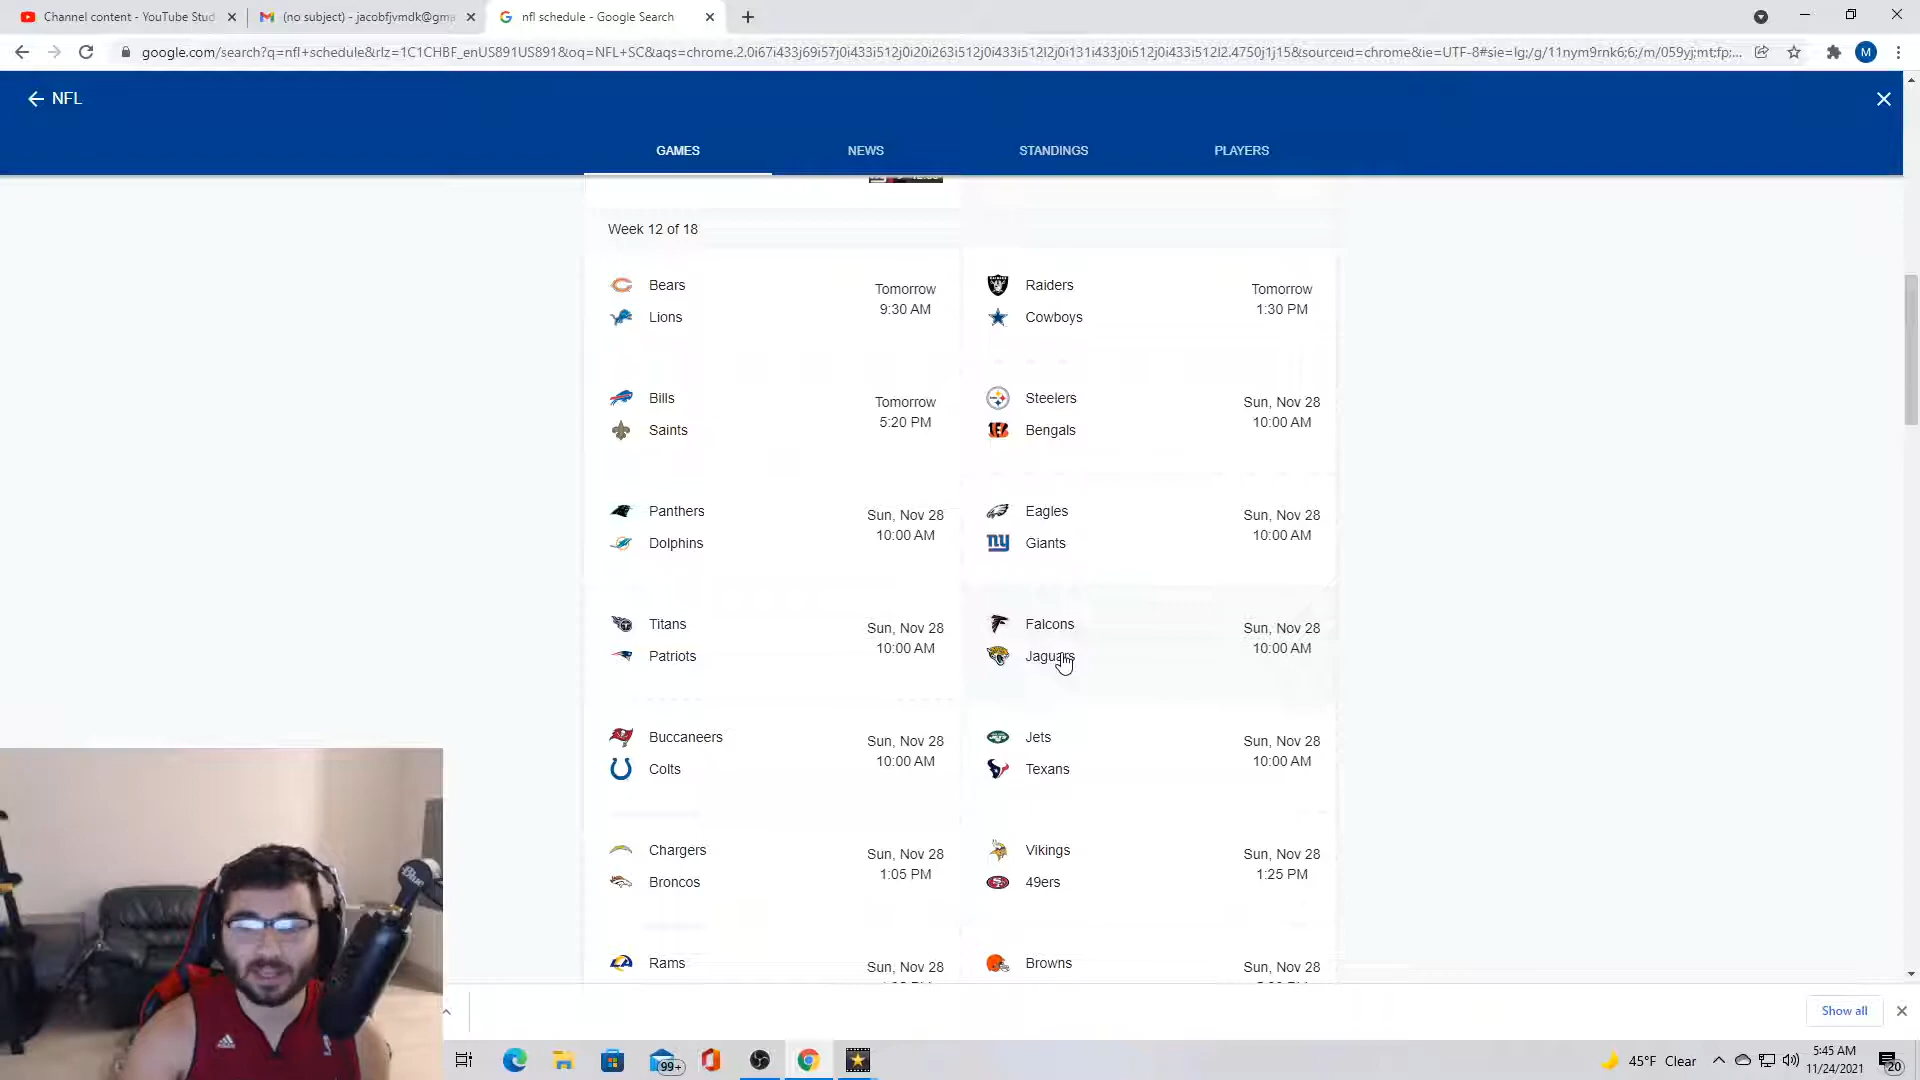 Channel content - YouTube Stud
(no subject) - jacobfjvmdk@gma
nfl schedule - Google Search
google.com/search?q=nfl+schedule&rlz=1C1CHBF_enUS891US891&oq=NFL+SC&aqs=chrome.2.0i67i433j69i57j0i433i512j0i20i263i512j0i433i512l2j0i131i433j0i512j0i433i512l2.4750j1j15&sourceid=chrome&ie=UTF-8#sie=lg;/g/11nym9rnk6;6;/m/059yj;mt;fp;...
M
NFL
GAMES NEWS STANDINGS PLAYERS
Week 12 of 18
Bears
Lions
Tomorrow
9:30 AM
Raiders
Cowboys
Tomorrow
1:30 PM
Bills
Saints
Tomorrow
5:20 PM
Steelers
Bengals
Sun, Nov 28
10:00 AM
Panthers
Dolphins
Sun, Nov 28
10:00 AM
Eagles
Giants
Sun, Nov 28
10:00 AM
Titans
Patriots
Sun, Nov 28
10:00 AM
Falcons
Jaguars
Sun, Nov 28
10:00 AM
Buccaneers
Colts
Sun, Nov 28
10:00 AM
Jets
Texans
Sun, Nov 28
10:00 AM
Chargers
Broncos
Sun, Nov 28
1:05 PM
Vikings
49ers
Sun, Nov 28
1:25 PM
Rams
Sun, Nov 28
Browns
Sun, Nov 28
Blue
Show all
99+
45°F Clear
5:45 AM
11/24/2021
20